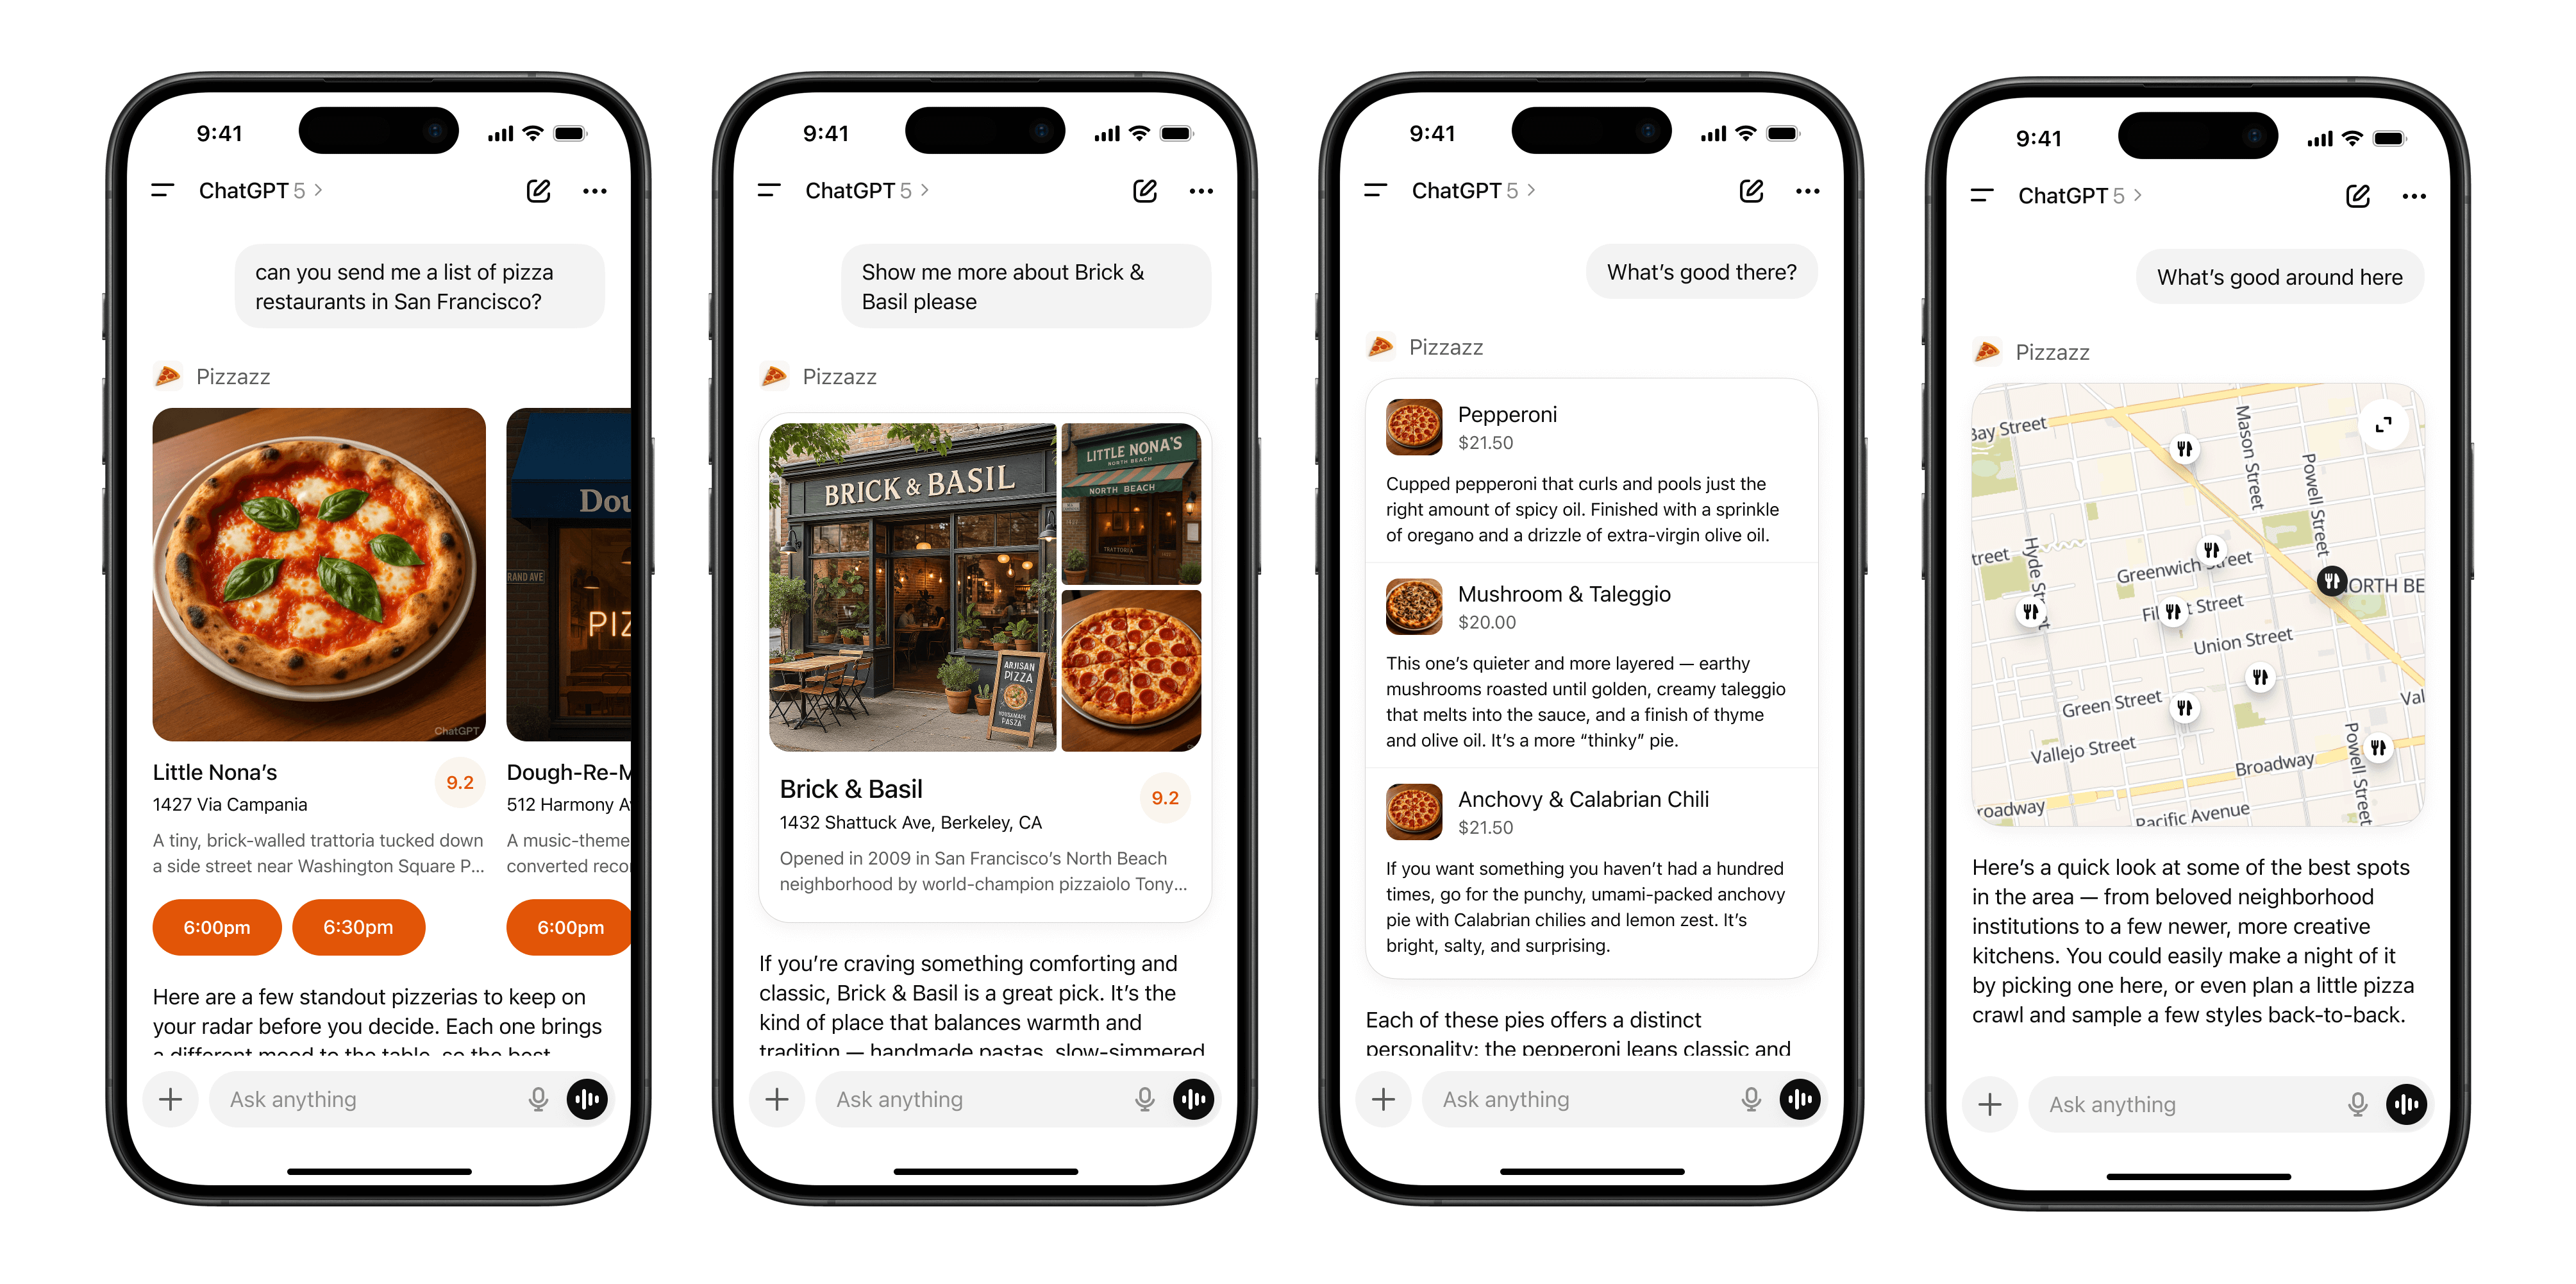 9:41
ChatGPT 5
can you send me a list of pizza
restaurants in San Francisco?
Pizzazz
ChatGPT
Dou
RAND AVE
PIZ
Little Nona's
9.2
1427 Via Campania
A tiny, brick-walled trattoria tucked down
a side street near Washington Square P...
6:00pm
6:30pm
Dough-Re-M
512 Harmony A
A music-theme
converted reco
6:00pm
Here are a few standout pizzerias to keep on
your radar before you decide. Each one brings
a different mood to the table, so the best
Ask anything
9:41
ChatGPT 5
Show me more about Brick &
Basil please
Pizzazz
BRICK & BASIL
ARJISAN
PIZZA
LITTLE NONA'S
NORTH BEACH
NORTH BEACH
TRATTORIA
Brick & Basil
9.2
1432 Shattuck Ave, Berkeley, CA
Opened in 2009 in San Francisco's North Beach
neighborhood by world-champion pizzaiolo Tony...
If you're craving something comforting and
classic, Brick & Basil is a great pick. It's the
kind of place that balances warmth and
tradition — handmade pastas, slow-simmered
Ask anything
9:41
ChatGPT 5
What's good there?
Pizzazz
Pepperoni
$21.50
Cupped pepperoni that curls and pools just the
right amount of spicy oil. Finished with a sprinkle
of oregano and a drizzle of extra-virgin olive oil.
Mushroom & Taleggio
$20.00
This one's quieter and more layered — earthy
mushrooms roasted until golden, creamy taleggio
that melts into the sauce, and a finish of thyme
and olive oil. It's a more “thinky” pie.
Anchovy & Calabrian Chili
$21.50
If you want something you haven't had a hundred
times, go for the punchy, umami-packed anchovy
pie with Calabrian chilies and lemon zest. It's
bright, salty, and surprising.
Each of these pies offers a distinct
personality: the pepperoni leans classic and
Ask anything
9:41
ChatGPT 5
What's good around here
Pizzazz
Bay Street
Mason Street
Powell Street
treet
Hyde St
Greenwich Street
ORTH BE
Fil t Street
Union Street
Green Street
Val
Vallejo Street
Broadway
Powell Street
roadway
Pacific Avenue
Here's a quick look at some of the best spots
in the area — from beloved neighborhood
institutions to a few newer, more creative
kitchens. You could easily make a night of it
by picking one here, or even plan a little pizza
crawl and sample a few styles back-to-back.
Ask anything